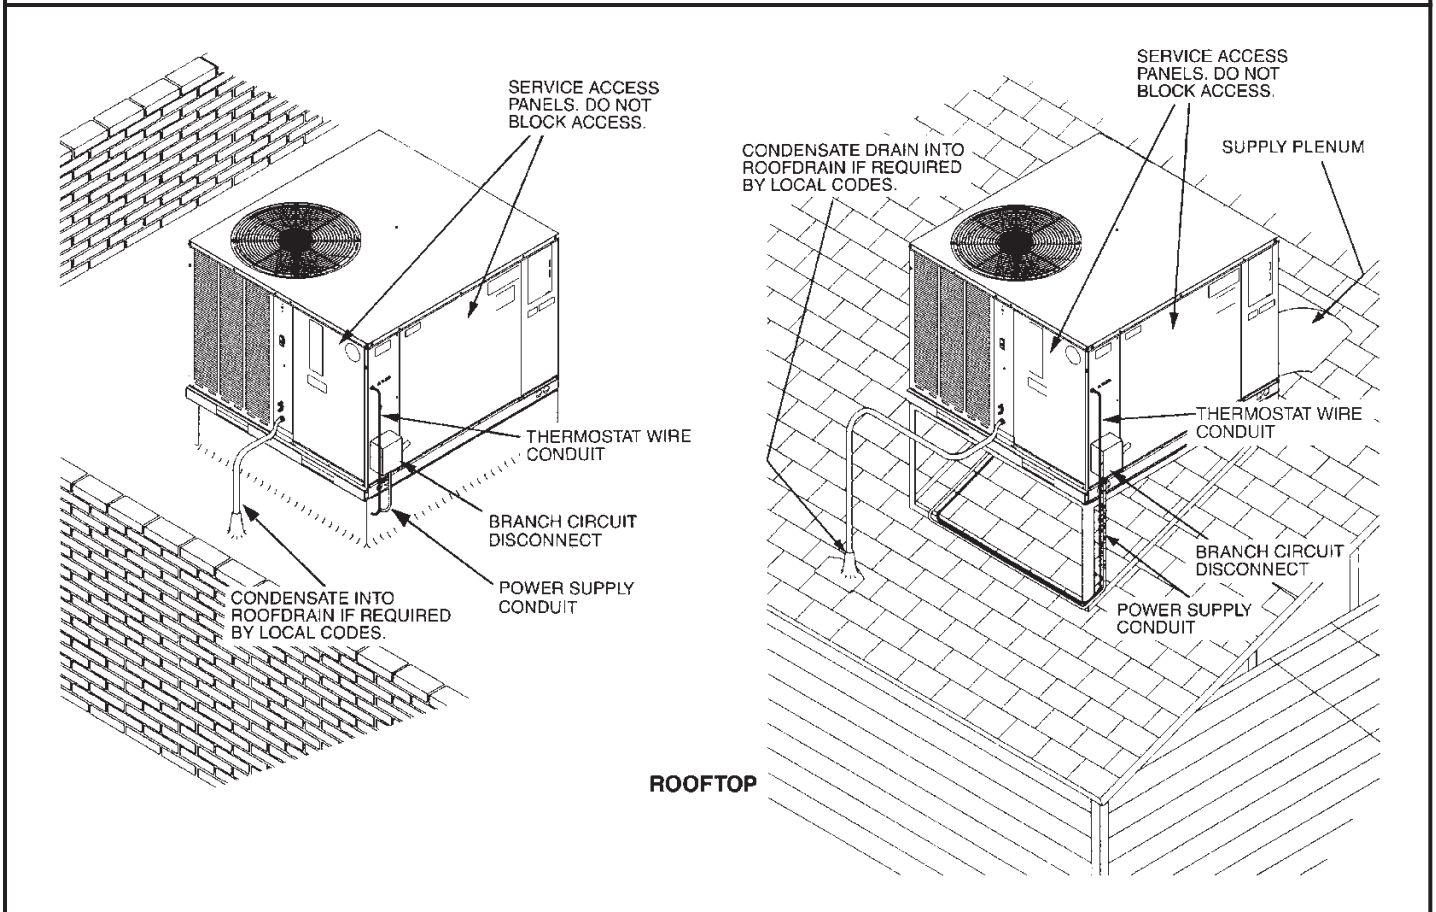 SERVICE ACCESS
PANELS. DO NOT
BLOCK ACCESS.
THERMOSTAT WIRE
CONDUIT
BRANCH CIRCUIT
DISCONNECT
POWER SUPPLY
CONDUIT
CONDENSATE INTO
ROOFDRAIN IF REQUIRED
BY LOCAL CODES.
SERVICE ACCESS
PANELS. DO NOT
BLOCK ACCESS.
CONDENSATE DRAIN INTO
ROOFDRAIN IF REQUIRED
BY LOCAL CODES.
SUPPLY PLENUM
THERMOSTAT WIRE
CONDUIT
BRANCH CIRCUIT
DISCONNECT
POWER SUPPLY
CONDUIT
ROOFTOP